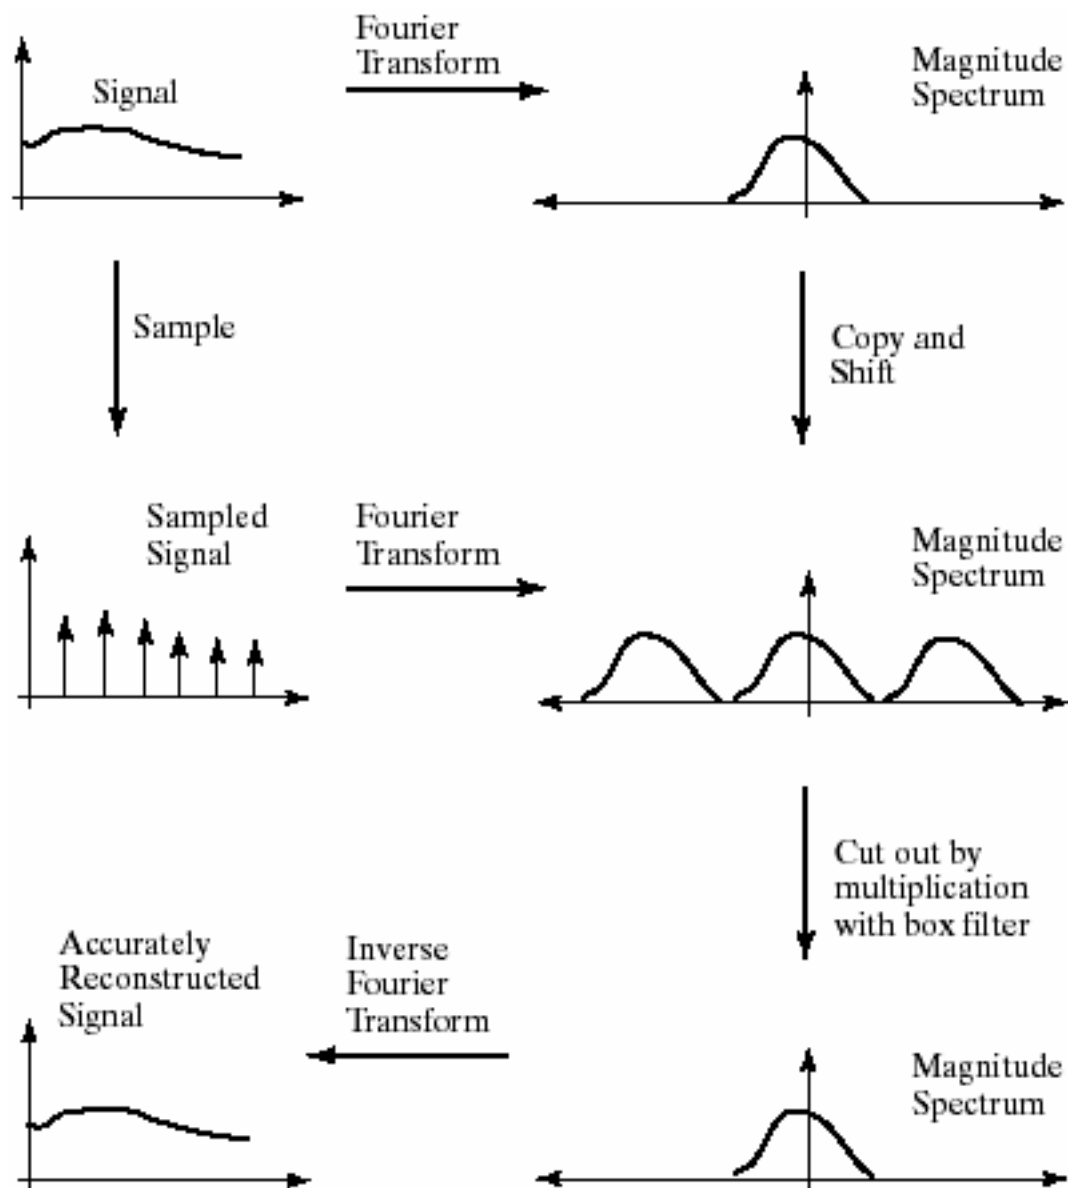 Fourier
Transform
Magnitude
Spectrum
Signal
Sample
Copy and
Shift
Sampled
Signal
Fourier
Transform
Magnitude
Spectrum
Cut out by
multiplication
with box filter
Accurately
Reconstructed
Signal
Inverse
Fourier
Transform
Magnitude
Spectrum